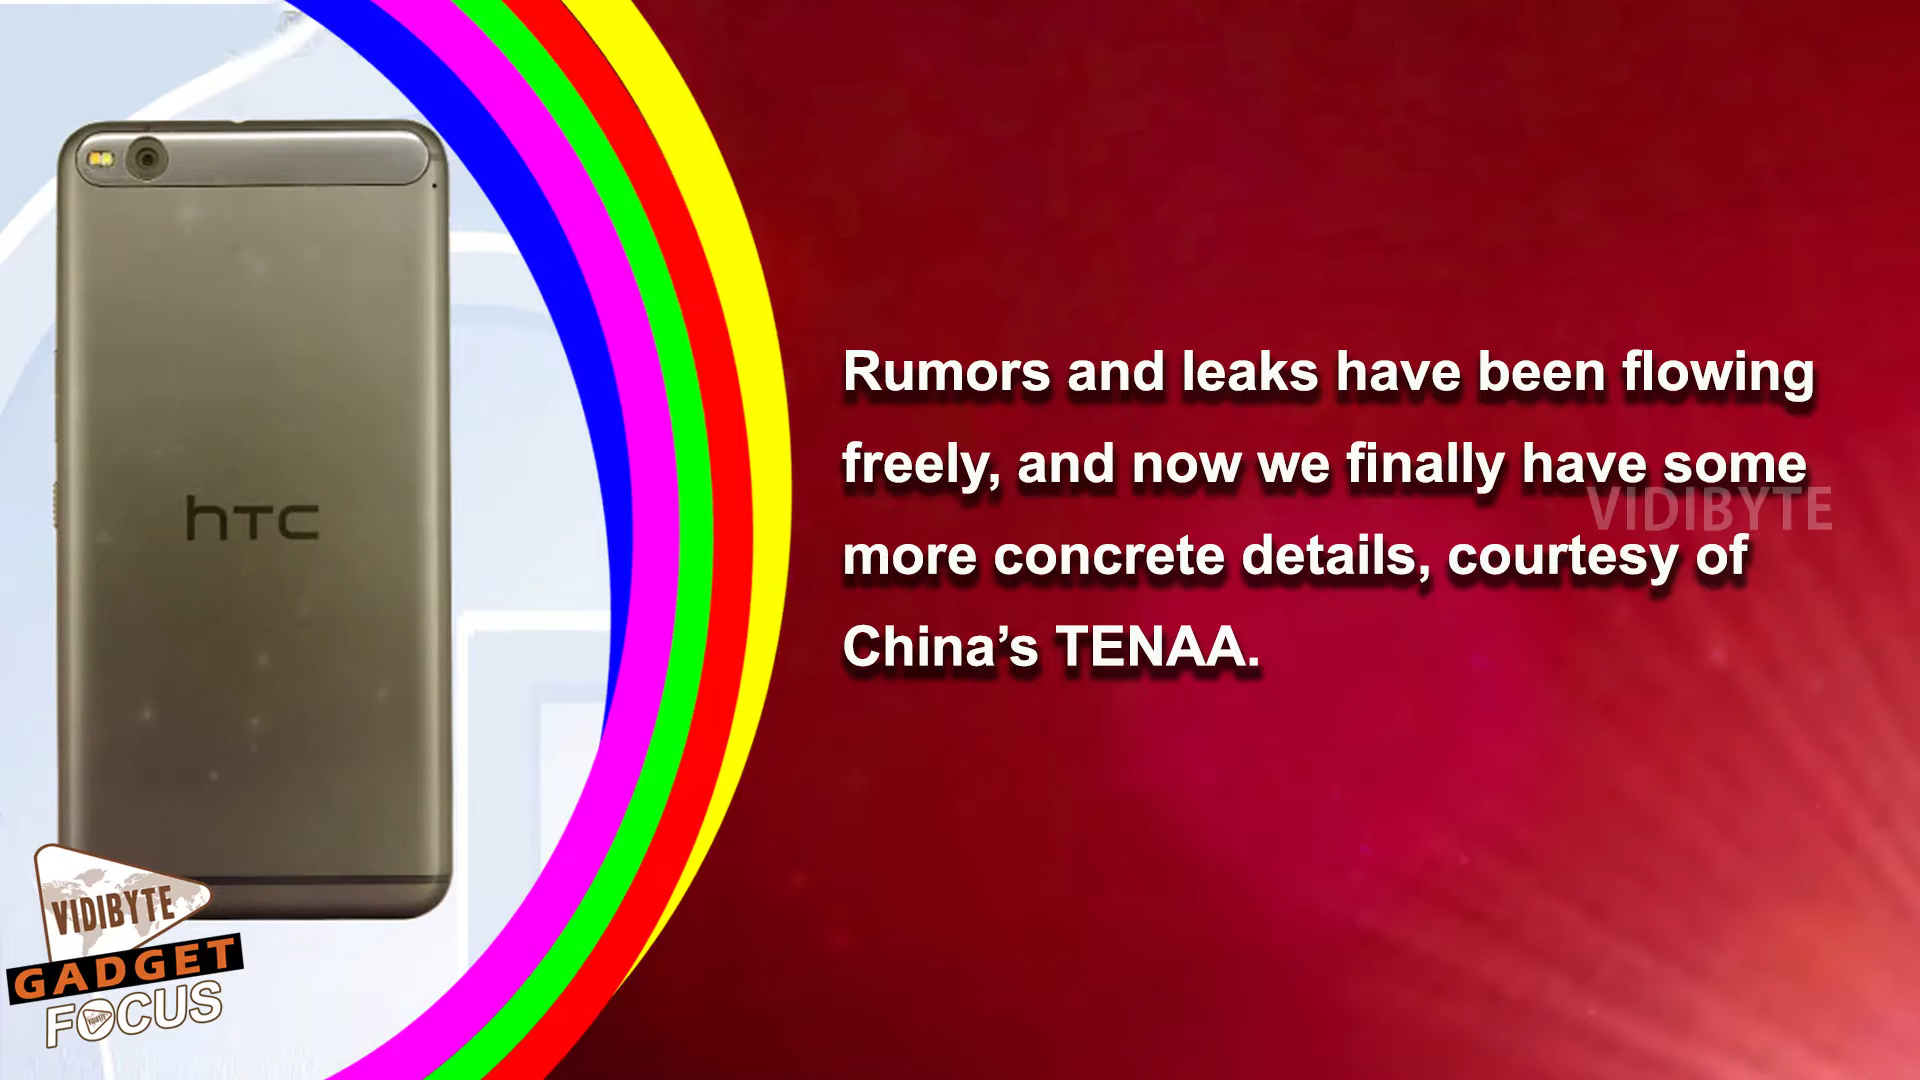 hTC
Rumors and leaks have been flowing
freely, and now we finally have some
VIDIBYTE
more concrete details, courtesy of
China’s TENAA.
VIDIBYTE
GADGET
FOCUS